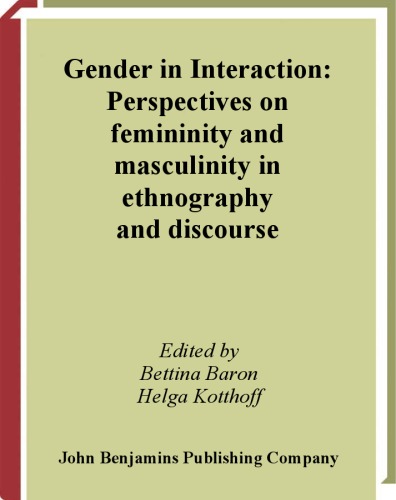 Gender in Interaction:
Perspectives on
femininity and
masculinity in
ethnography
and discourse
Edited by
Bettina Baron
Helga Kotthoff
John Benjamins Publishing Company